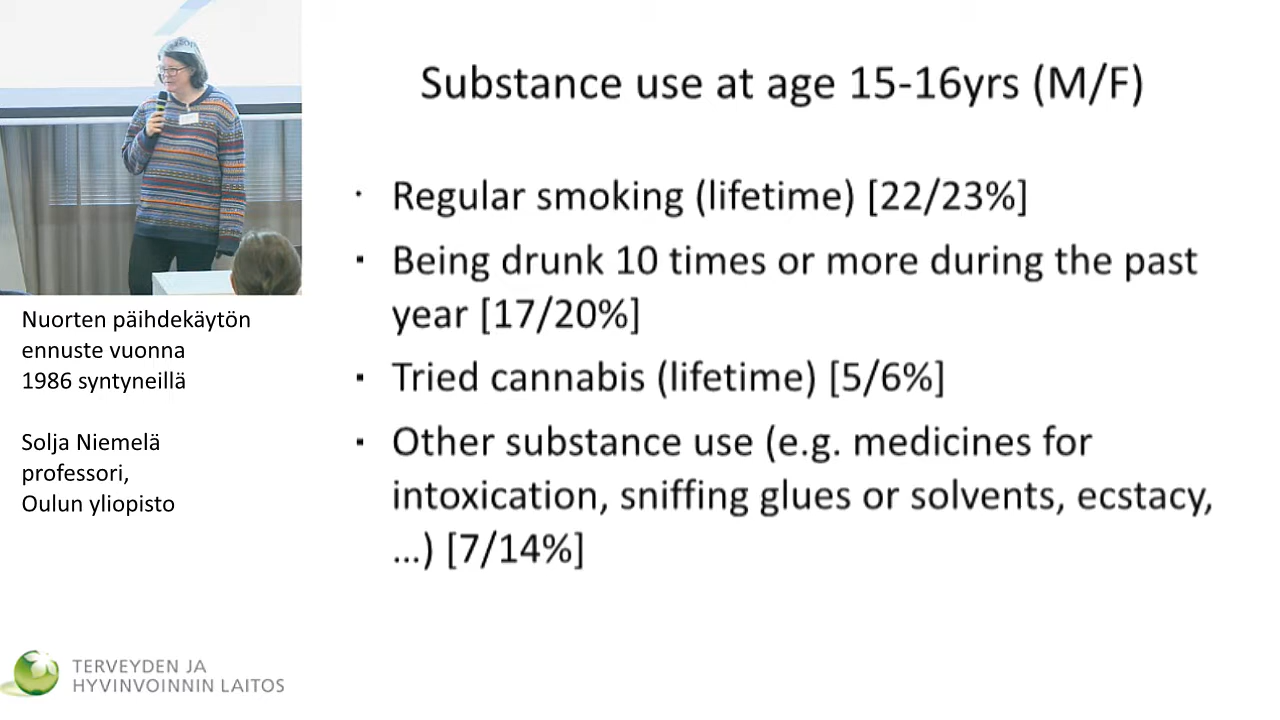 Substance use at age 15-16yrs (M/F)
· Regular smoking (lifetime) [22/23%]
▪ Being drunk 10 times or more during the past
year [17/20%]
▪ Tried cannabis (lifetime) [5/6%]
▪ Other substance use (e.g. medicines for
intoxication, sniffing glues or solvents, ecstacy,
...) [7/14%]
Nuorten päihdekäytön
ennuste vuonna
1986 syntyneillä
Solja Niemelä
professori,
Oulun yliopisto
TERVEYDEN JA
HYVINVOINNIN LAITOS